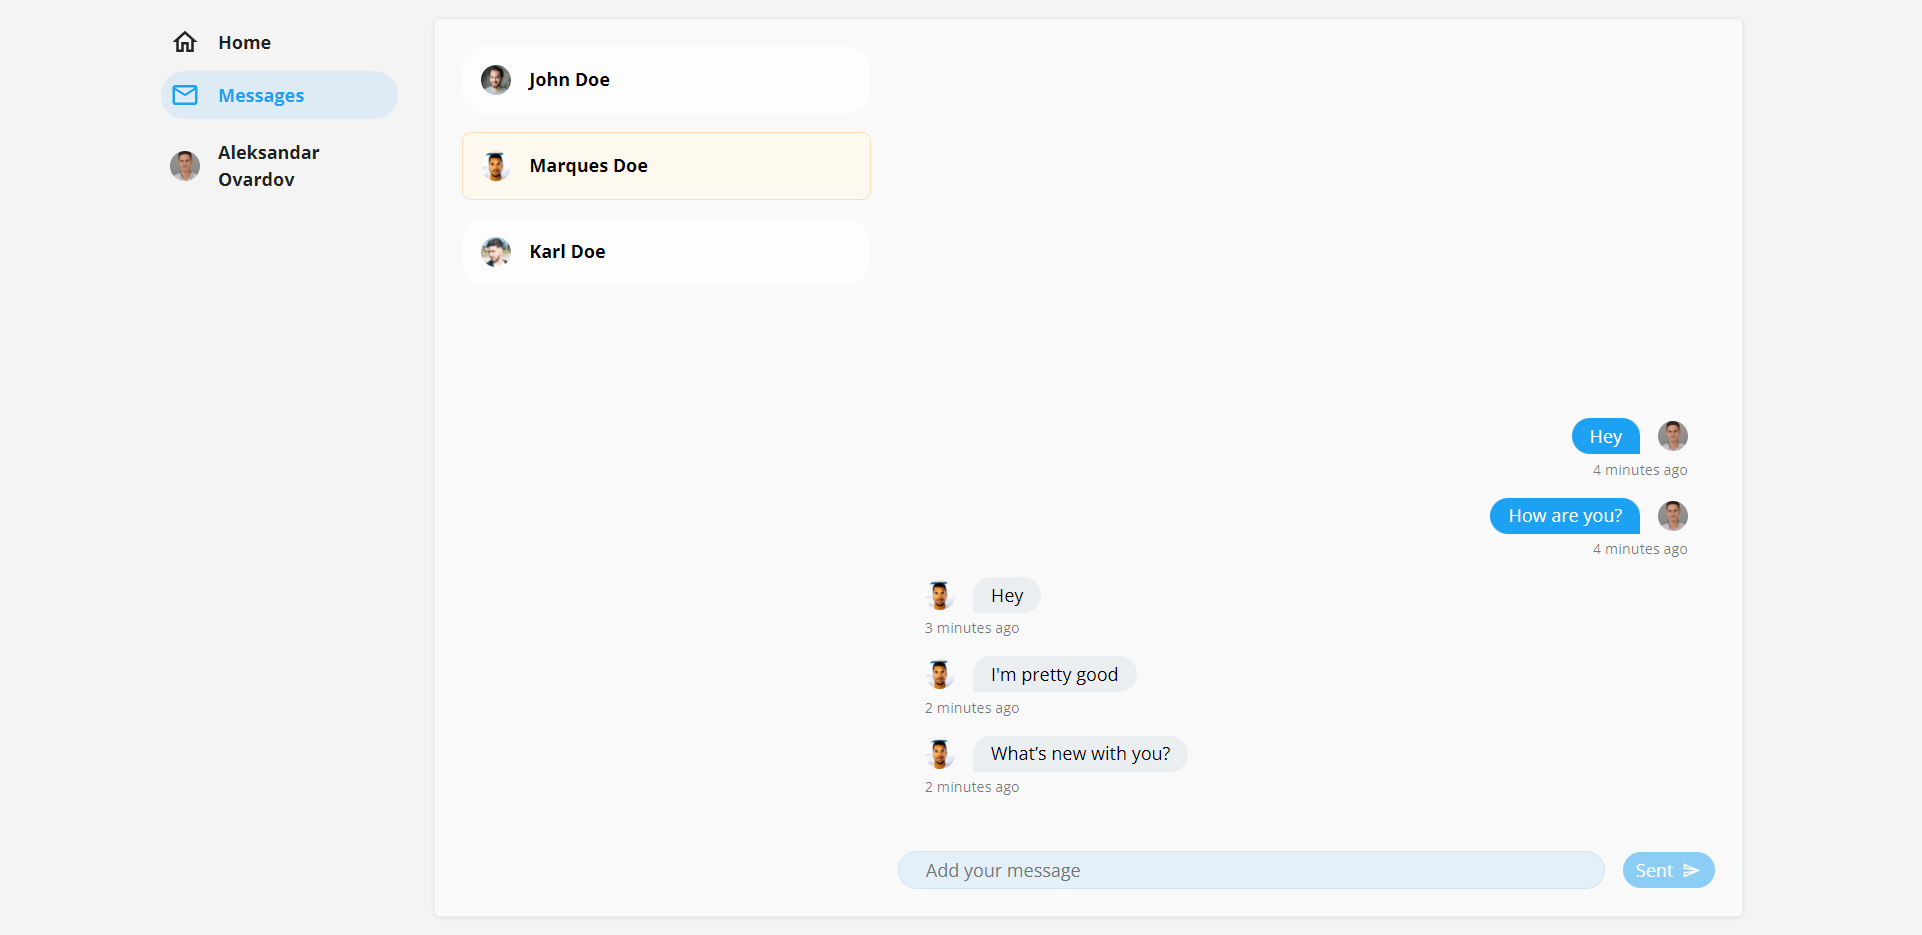 Home
Messages
Aleksandar
Ovardov
John Doe
Marques Doe
Karl Doe
Hey
4 minutes ago
How are you?
4 minutes ago
Hey
3 minutes ago
I'm pretty good
2 minutes ago
What’s new with you?
2 minutes ago
Add your message
Sent